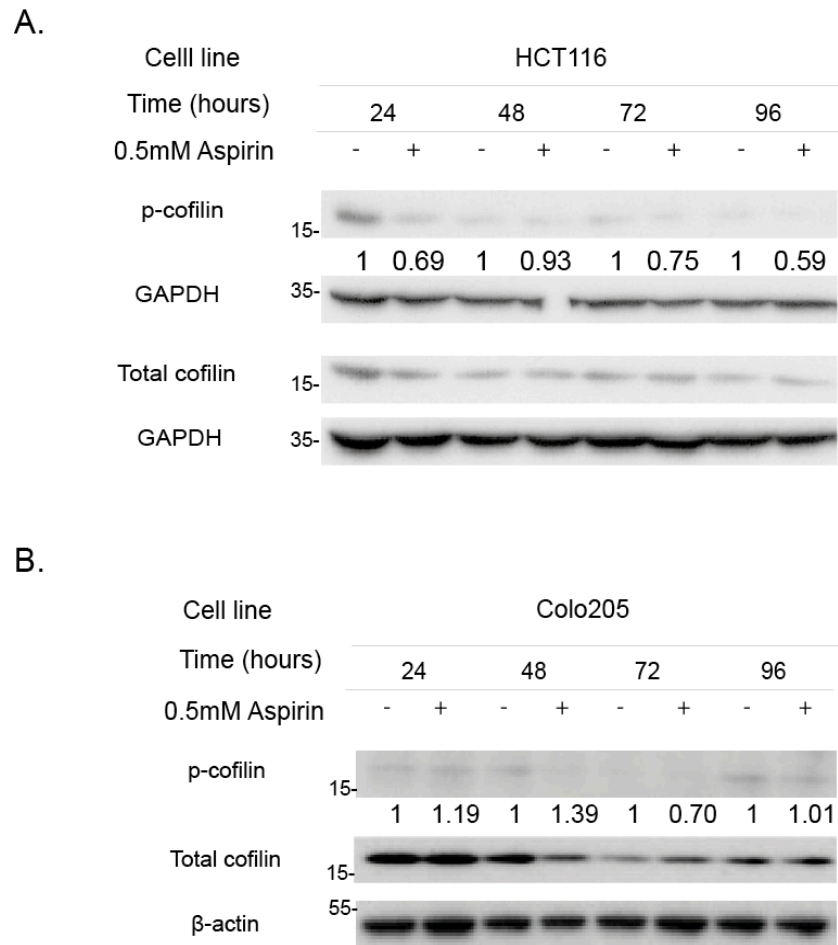 A.
Celll line HCT116
Time (hours) 24 48 72 96
0.5mM Aspirin - + - + - + - +
p-cofilin
15-
1 0.69 1 0.93 1 0.75 1 0.59
GAPDH 35-
Total cofilin
15-
GAPDH 35-
B.
Cell line Colo205
Time (hours) 24 48 72 96
0.5mM Aspirin - + - + - + - +
p-cofilin
15-
1 1.19 1 1.39 1 0.70 1 1.01
Total cofilin
15-
55-
β-actin